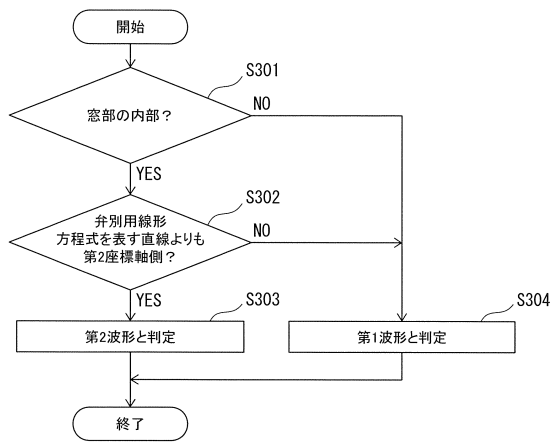 開始
S301
窓部の内部？
NO
YES
S302
弁別用線形
方程式を表す直線よりも
第2座標軸側？
NO
YES
S303
第2波形と判定
S304
第1波形と判定
終了